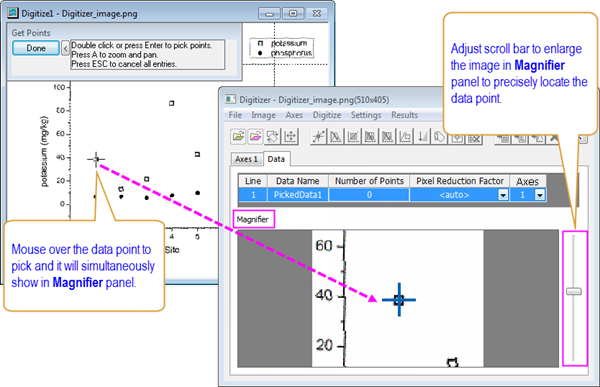 Digitize1 - Digitizer_image.png
Get Points
Done
<
Double click or press Enter to pick points.
Press A to zoom and pan.
Press ESC to cancel all entries.
potassium
phosphorus
100
80
60
40
20
0
potassium (mg/kg)
4
5
Site
Mouse over the data point to
pick and it will simultaneously
show in Magnifier panel.
Adjust scroll bar to enlarge
the image in Magnifier
panel to precisely locate the
data point.
Digitizer - Digitizer_image.png(510x405)
File Image Axes Digitize Settings Results
Axes 1 Data
Line Data Name Number of Points Pixel Reduction Factor Axes
1 PickedData1 0 <auto> 1
Magnifier
60
40
20